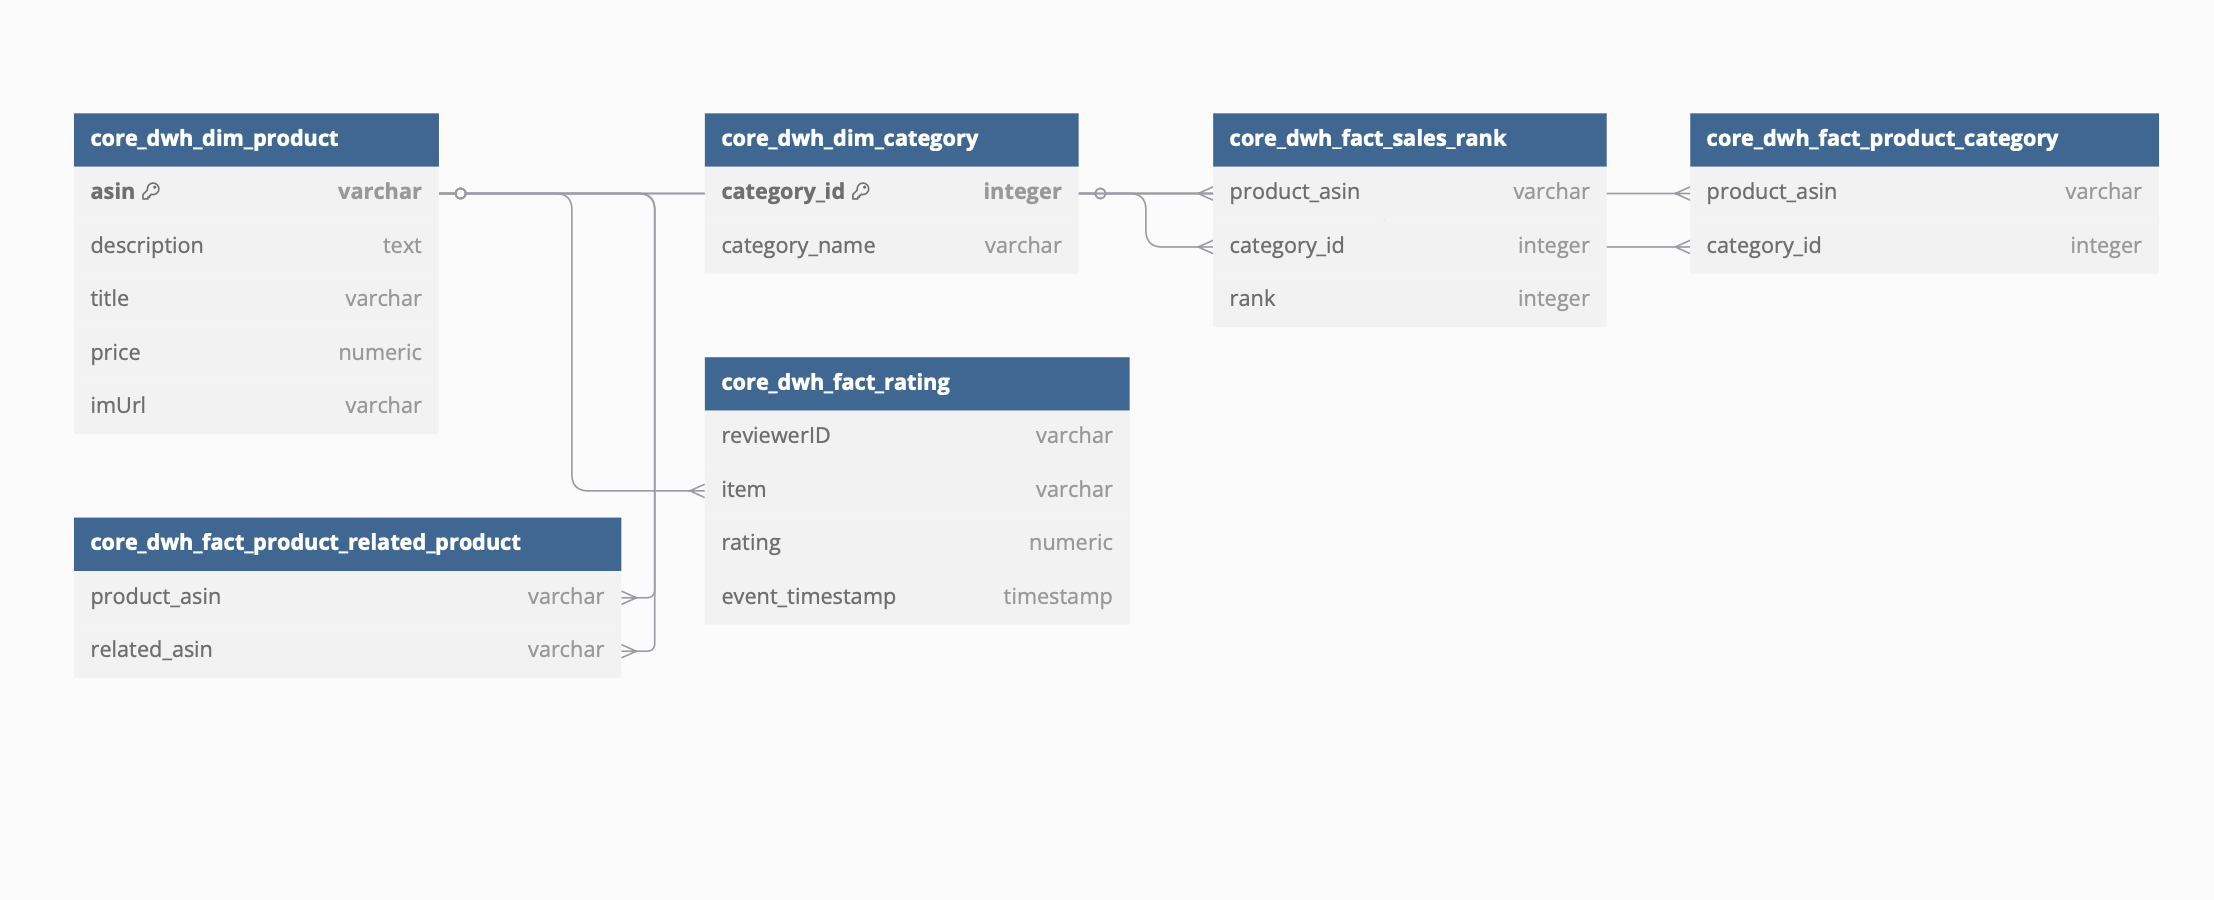 core_dwh_dim_product
asin varchar
description text
title varchar
price numeric
imUrl varchar
core_dwh_dim_category
category_id integer
category_name varchar
core_dwh_fact_sales_rank
product_asin varchar
category_id integer
rank integer
core_dwh_fact_product_category
product_asin varchar
category_id integer
core_dwh_fact_rating
reviewerID varchar
item varchar
rating numeric
event_timestamp timestamp
core_dwh_fact_product_related_product
product_asin varchar
related_asin varchar